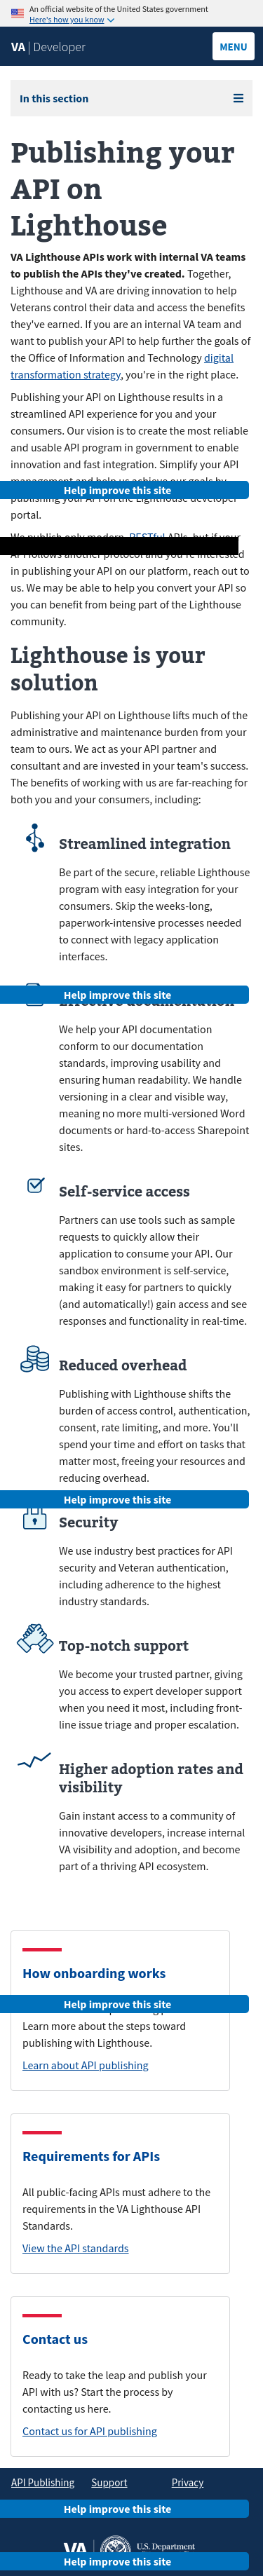 An official website of the United States government
Here's how you know
VA | Developer
MENU
In this section
Publishing your
API on
Lighthouse
VA Lighthouse APIs work with internal VA teams
to publish the APIs they've created. Together,
Lighthouse and VA are driving innovation to help
Veterans control their data and access the benefits
they've earned. If you are an internal VA team and
want to publish your API to help further the goals of
the Office of Information and Technology digital
transformation strategy, you're in the right place.
Publishing your API on Lighthouse results in a
streamlined API experience for you and your
consumers. Our vision is to create the most reliable
and usable API program in government to enable
innovation and fast integration. Simplify your API
Help improve this site
portal.
in publishing your API on our platform, reach out to
us. We may be able to help you convert your API so
you can benefit from being part of the Lighthouse
community.
Lighthouse is your
solution
Publishing your API on Lighthouse lifts much of the
administrative and maintenance burden from your
team to ours. We act as your API partner and
consultant and are invested in your team's success.
The benefits of working with us are far-reaching for
both you and your consumers, including:
Streamlined integration
Be part of the secure, reliable Lighthouse
program with easy integration for your
consumers. Skip the weeks-long,
paperwork-intensive processes needed
to connect with legacy application
interfaces.
Help improve this site
We help your API documentation
conform to our documentation
standards, improving usability and
ensuring human readability. We handle
versioning in a clear and visible way,
meaning no more multi-versioned Word
documents or hard-to-access Sharepoint
sites.
Self-service access
Partners can use tools such as sample
requests to quickly allow their
application to consume your API. Our
sandbox environment is self-service,
making it easy for partners to quickly
(and automatically!) gain access and see
responses and functionality in real-time.
Reduced overhead
Publishing with Lighthouse shifts the
burden of access control, authentication,
consent, rate limiting, and more. You'll
spend your time and effort on tasks that
matter most, freeing your resources and
reducing overhead.
Help improve this site
Security
We use industry best practices for API
security and Veteran authentication,
including adherence to the highest
industry standards.
Top-notch support
We become your trusted partner, giving
you access to expert developer support
when you need it most, including front-
line issue triage and proper escalation.
Higher adoption rates and
visibility
Gain instant access to a community of
innovative developers, increase internal
VA visibility and adoption, and become
part of a thriving API ecosystem.
How onboarding works
Help improve this site
Learn more about the steps toward
publishing with Lighthouse.
Learn about API publishing
Requirements for APIs
All public-facing APIs must adhere to the
requirements in the VA Lighthouse API
Standards.
View the API standards
Contact us
Ready to take the leap and publish your
API with us? Start the process by
contacting us here.
Contact us for API publishing
API Publishing Support Privacy
Help improve this site
VA U.S. Department
Help improve this site